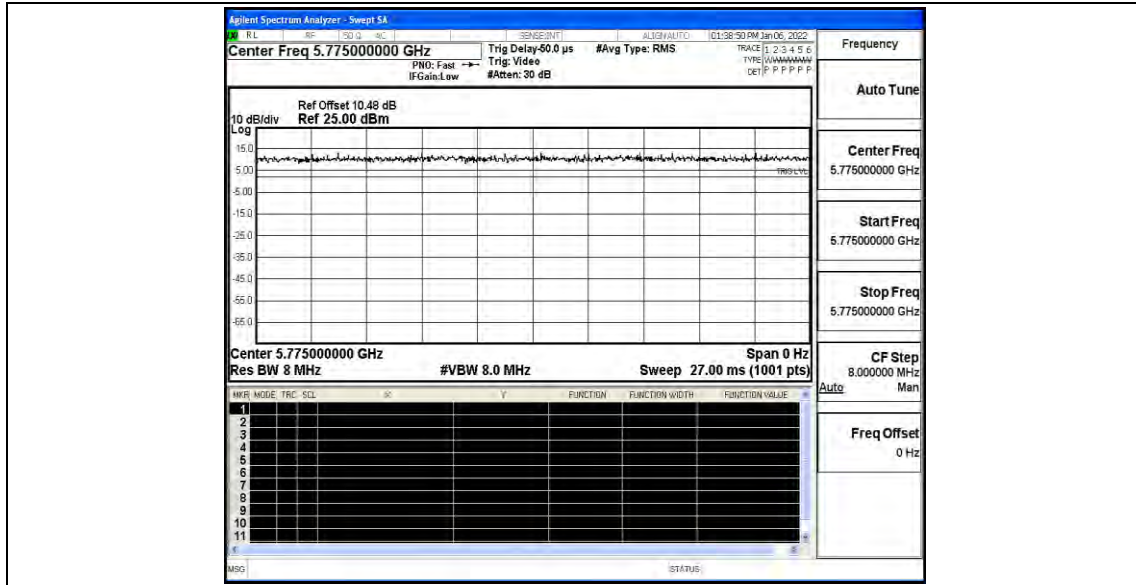 Agilent Spectrum Analyzer - Swept SA
RL RF 50 Ω AC SENSE:INT ALIGNAUTO 01:38:50 PM Jan 06, 2022
Center Freq 5.775000000 GHz
PNO: Fast
IFGain:Low
Trig Delay-50.0 µs
Trig: Video
#Atten: 30 dB
#Avg Type: RMS
TRACE 1 2 3 4 5 6
TYPE WWWWWW
DET P P P P P P
Ref Offset 10.48 dB
10 dB/div Ref 25.00 dBm
Log
15.0
5.00
TRIG LVL
-5.00
-15.0
-25.0
-35.0
-45.0
-55.0
-65.0
Center 5.775000000 GHz Span 0 Hz
Res BW 8 MHz #VBW 8.0 MHz Sweep 27.00 ms (1001 pts)
MKR MODE TRC SCL X Y FUNCTION FUNCTION WIDTH FUNCTION VALUE
1
2
3
4
5
6
7
8
9
10
11
MSG STATUS
Frequency
Auto Tune
Center Freq
5.775000000 GHz
Start Freq
5.775000000 GHz
Stop Freq
5.775000000 GHz
CF Step
8.000000 MHz
Auto Man
Freq Offset
0 Hz